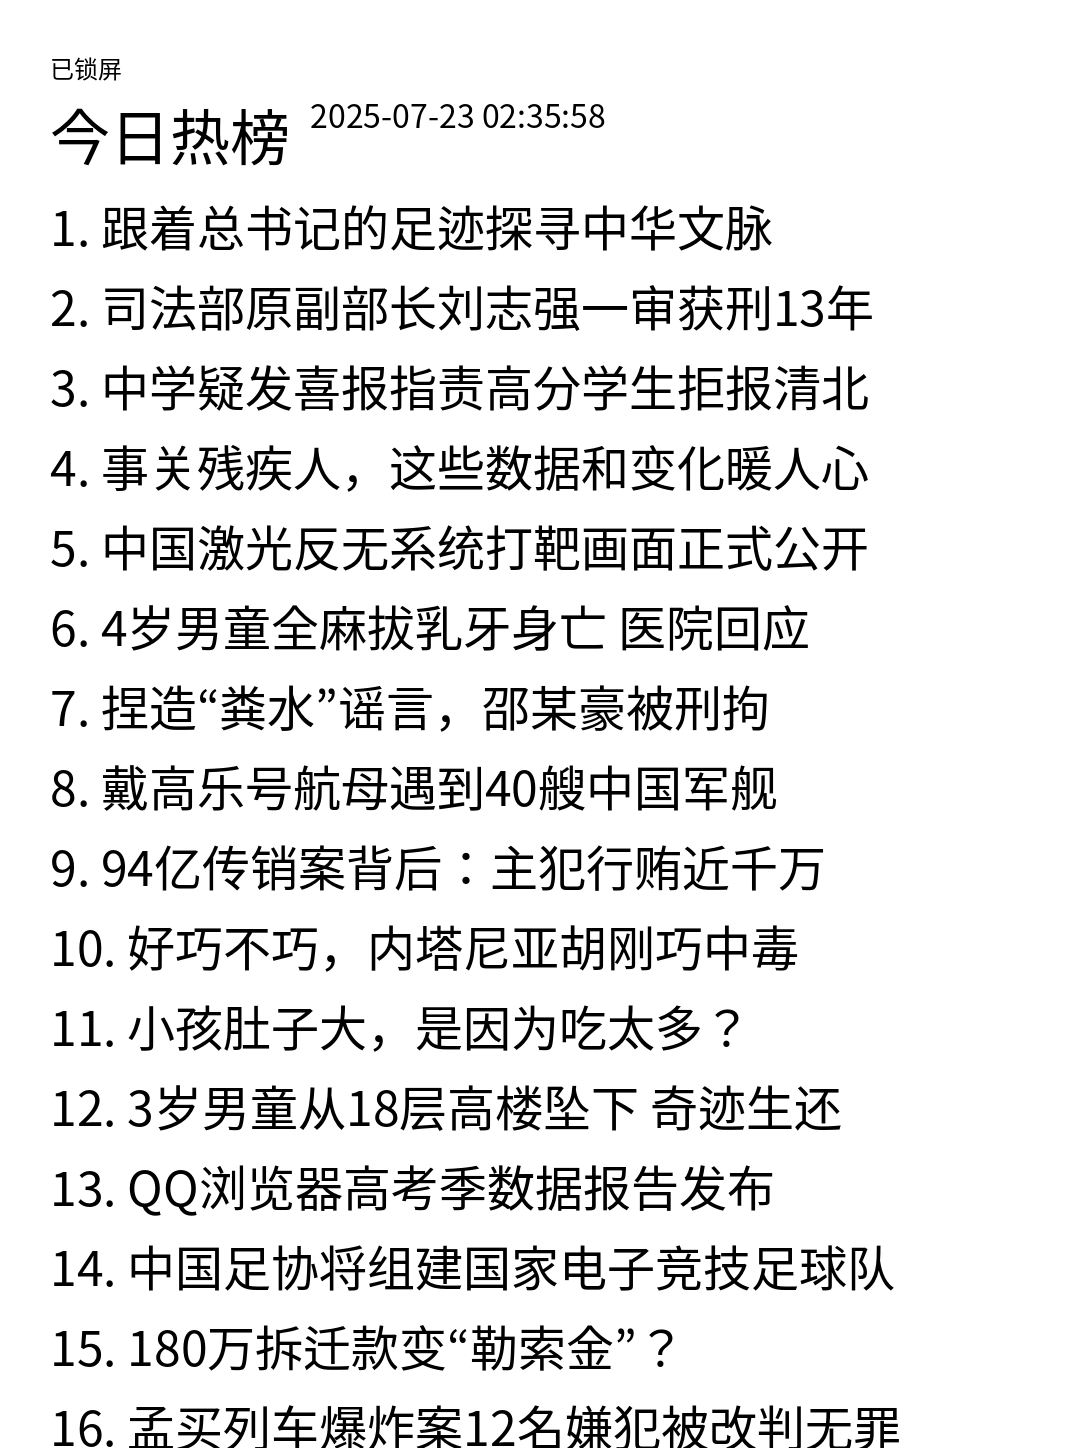 已锁屏
今日热榜 2025-07-23 02:35:58
1. 跟着总书记的足迹探寻中华文脉
2. 司法部原副部长刘志强一审获刑13年
3. 中学疑发喜报指责高分学生拒报清北
4. 事关残疾人，这些数据和变化暖人心
5. 中国激光反无系统打靶画面正式公开
6. 4岁男童全麻拔乳牙身亡 医院回应
7. 捏造“粪水”谣言，邵某豪被刑拘
8. 戴高乐号航母遇到40艘中国军舰
9. 94亿传销案背后：主犯行贿近千万
10. 好巧不巧，内塔尼亚胡刚巧中毒
11. 小孩肚子大，是因为吃太多？
12. 3岁男童从18层高楼坠下 奇迹生还
13. QQ浏览器高考季数据报告发布
14. 中国足协将组建国家电子竞技足球队
15. 180万拆迁款变“勒索金”？
16. 孟买列车爆炸案12名嫌犯被改判无罪